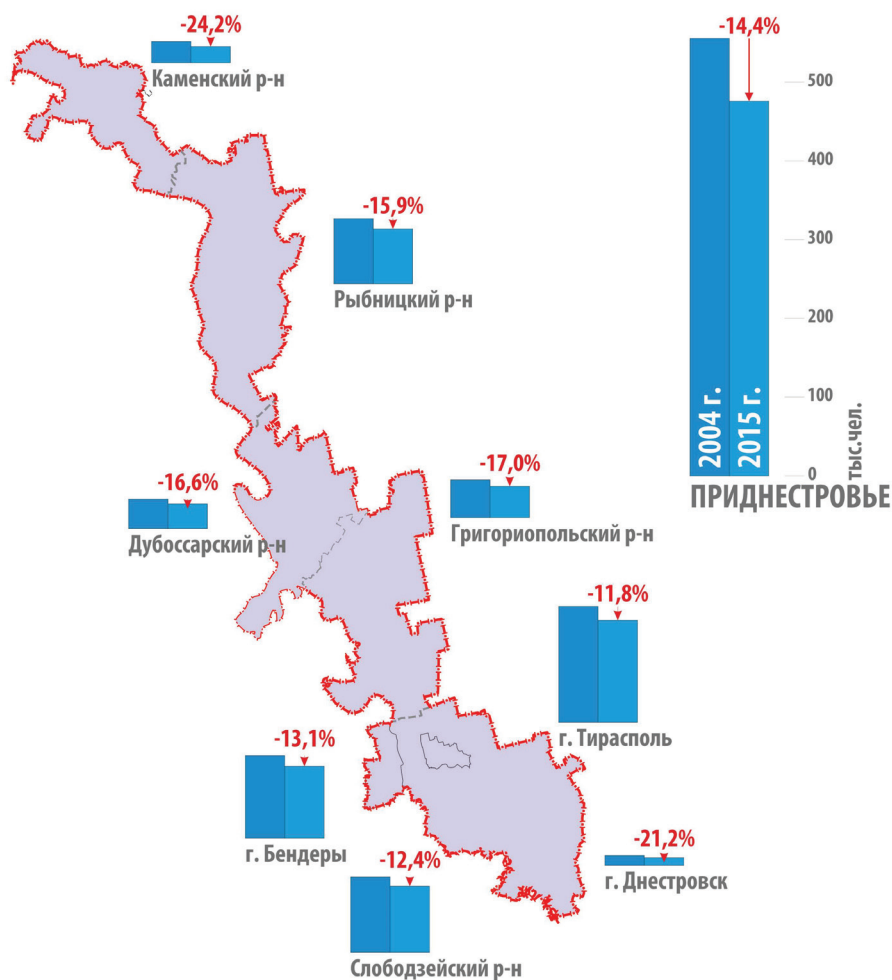 -24,2%
Каменский р-н
-14,4%
500
400
300
200
100
0
тыс.чел.
2004 г.
2015 г.
ПРИДНЕСТРОВЬЕ
-15,9%
Рыбницкий р-н
-16,6%
Дубоссарский р-н
-17,0%
Григориопольский р-н
-11,8%
г. Тирасполь
-13,1%
г. Бендеры
-21,2%
г. Днестровск
-12,4%
Слободзейский р-н